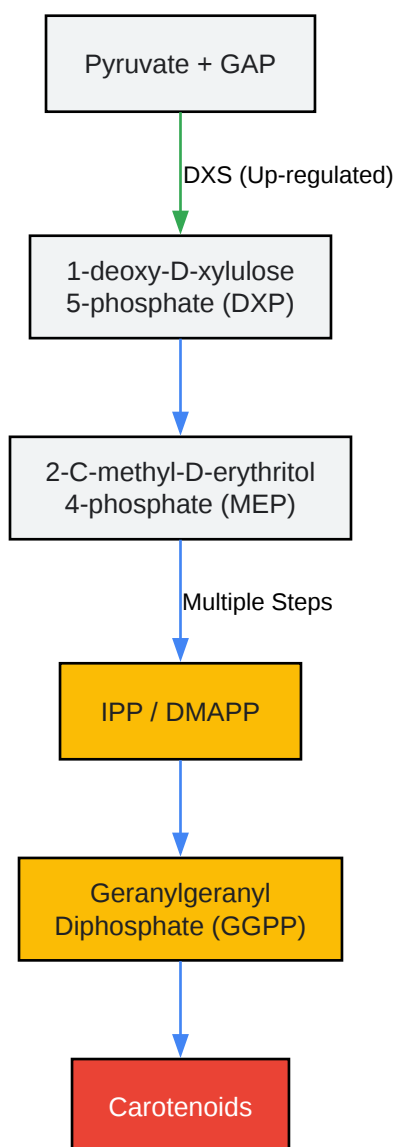 Pyruvate + GAP
DXS (Up-regulated)
1-deoxy-D-xylulose
5-phosphate (DXP)
2-C-methyl-D-erythritol
4-phosphate (MEP)
Multiple Steps
IPP / DMAPP
Geranylgeranyl
Diphosphate (GGPP)
Carotenoids